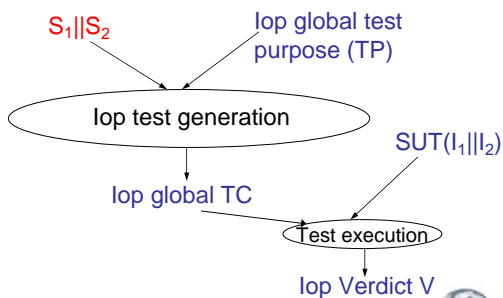 S₁||S₂
Iop global test
purpose (TP)
Iop test generation
SUT(I₁||I₂)
Iop global TC
Test execution
Iop Verdict V